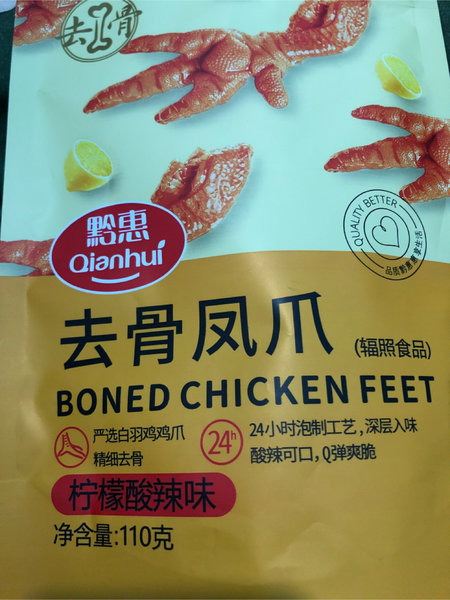 去骨
黔惠
Qianhui
QUALITY BETTER
去骨凤爪
(辐照食品)
BONED CHICKEN FEET
严选白羽鸡鸡爪
精细去骨
24h
24小时泡制工艺,深层入味
酸辣可口,Q弹爽脆
柠檬酸辣味
净含量:110克